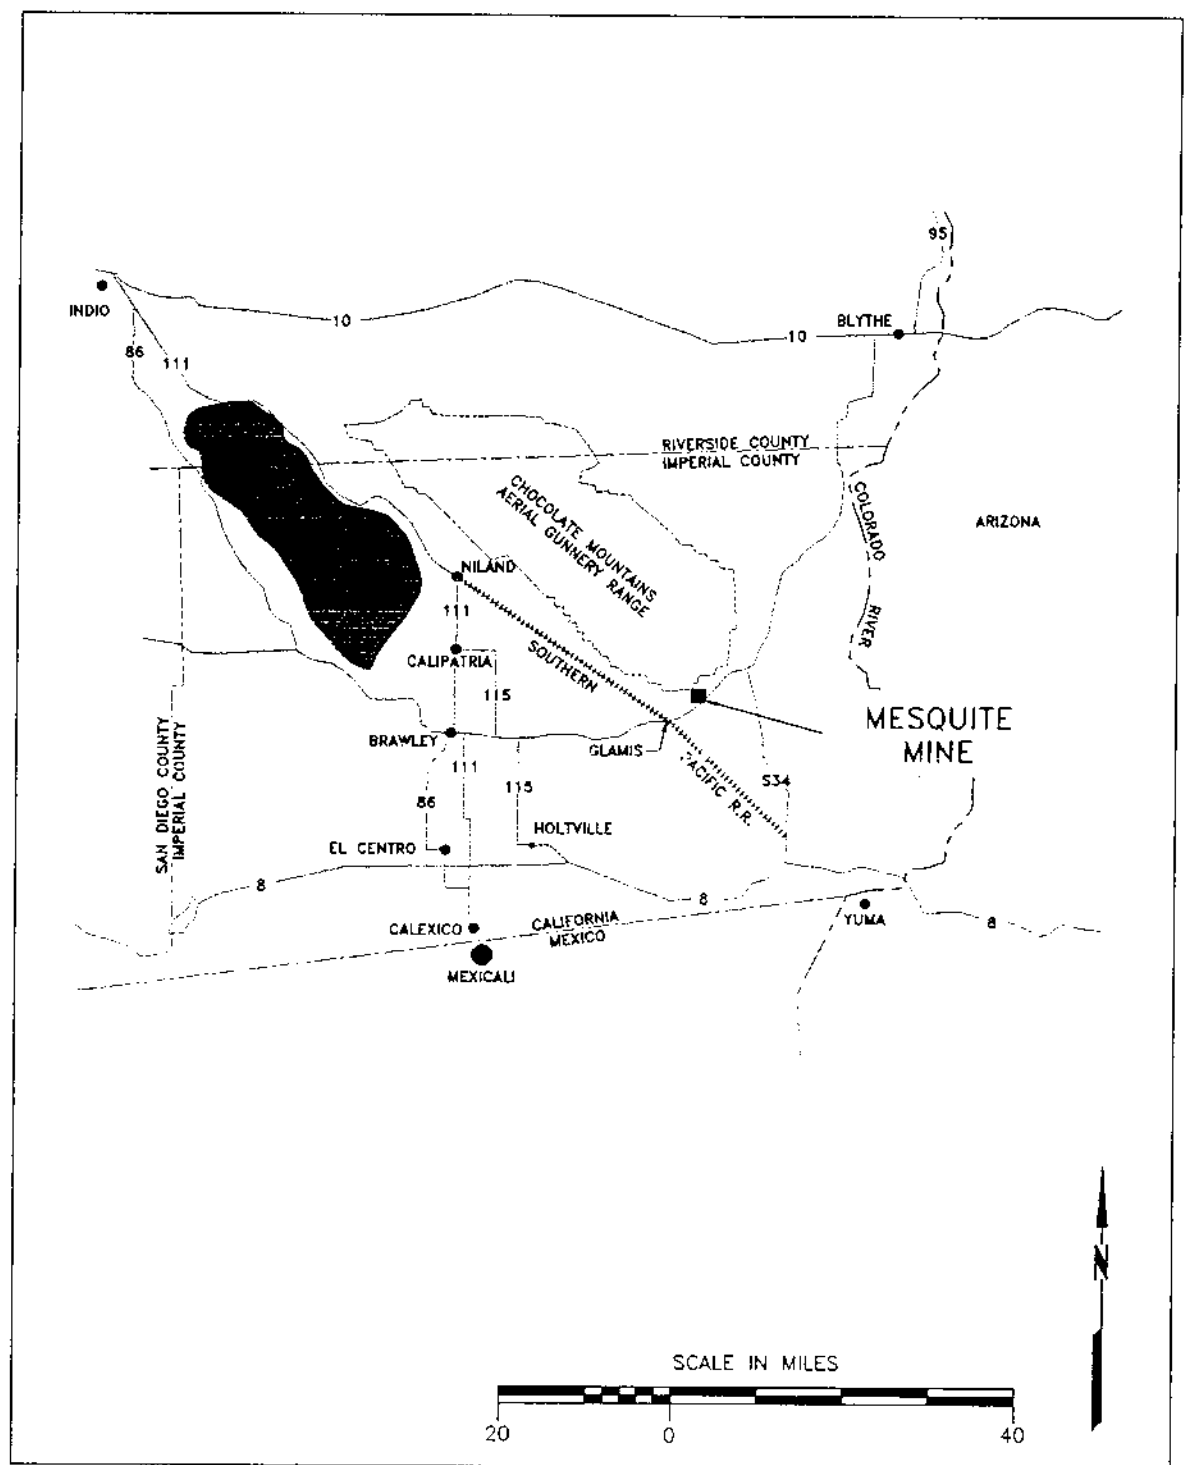 95
INDIO
10
BLYTHE
10
86
111
RIVERSIDE COUNTY
IMPERIAL COUNTY
CHOCOLATE MOUNTAINS
AERIAL GUNNERY RANGE
COLORADO
RIVER
ARIZONA
NILAND
111
CALIPATRIA
SOUTHERN
115
MESQUITE
MINE
SAN DIEGO COUNTY
IMPERIAL COUNTY
BRAWLEY
GLAMIS
111
PACIFIC R.R.
S34
86
115
HOLTVILLE
EL CENTRO
8
8
CALEXICO
CALIFORNIA
MEXICO
YUMA
8
MEXICALI
N
SCALE IN MILES
20
0
40